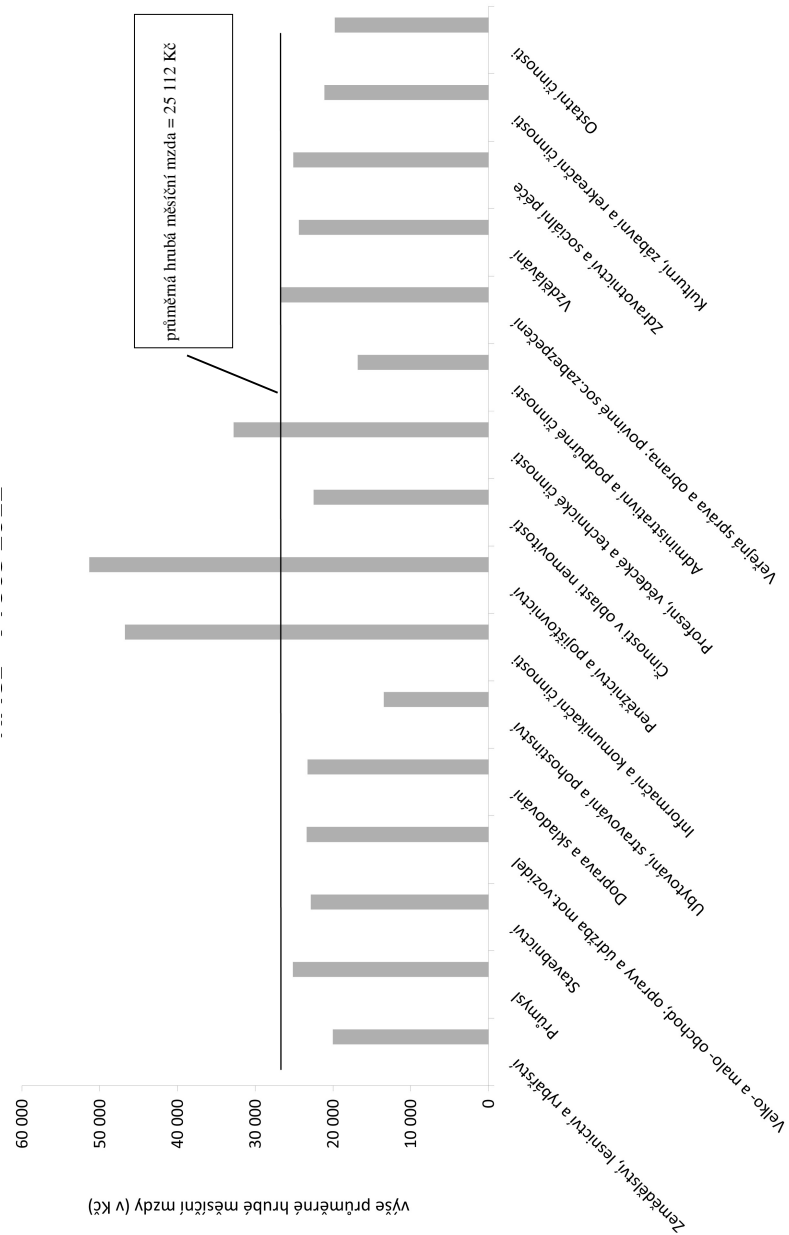 průměrná hrubá měsíční mzda = 25 112 Kč
výše průměrné hrubé měsíční mzdy (v Kč)
60 000
50 000
40 000
30 000
20 000
10 000
0
Zemědělství, lesnictví a rybářství
Průmysl
Stavebnictví
Velko- a malo- obchod; opravy a údržba mot.vozidel
Doprava a skladování
Ubytování, stravování a pohostinství
Informační a komunikační činnosti
Peněžnictví a pojišťovnictví
Činnosti v oblasti nemovitostí
Profesní, vědecké a technické činnosti
Administrativní a podpůrné činnosti
Veřejná správa a obrana; povinné soc.zabezpečení
Vzdělávání
Zdravotnictví a sociální péče
Kulturní, zábavní a rekreační činnosti
Ostatní činnosti